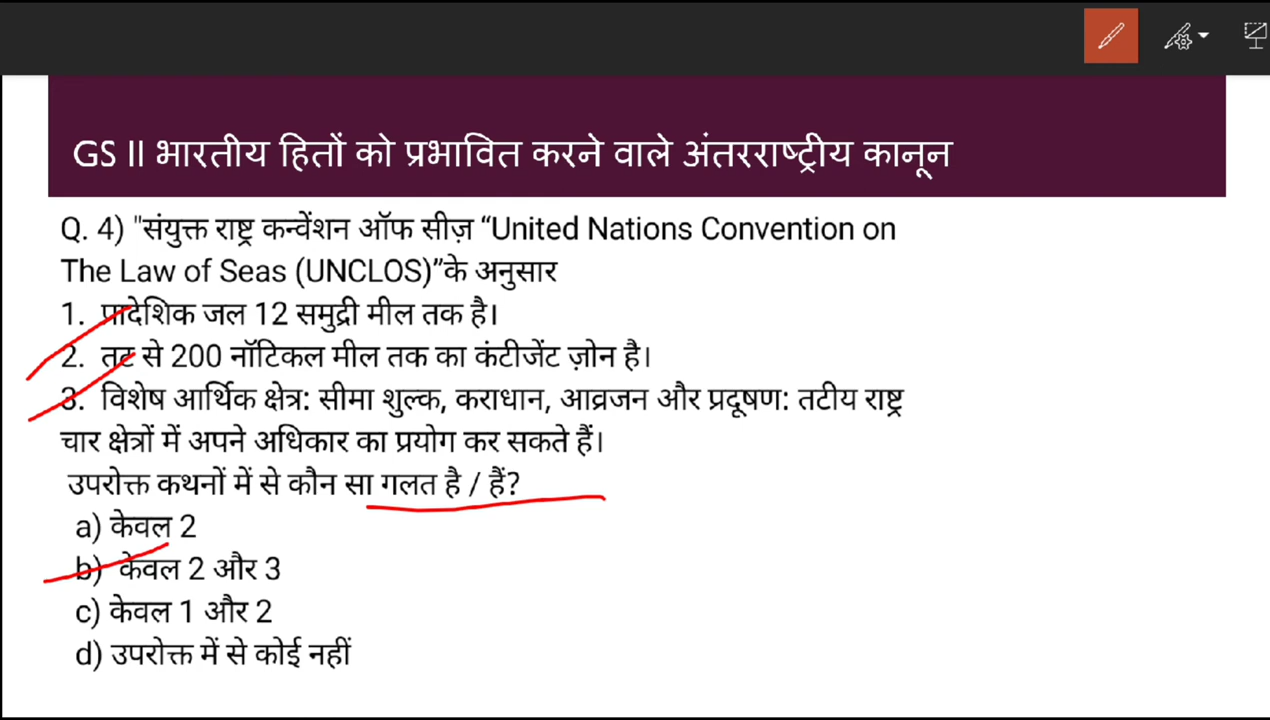 GS II भारतीय हितों को प्रभावित करने वाले अंतरराष्ट्रीय कानून
Q. 4) "संयुक्त राष्ट्र कन्वेंशन ऑफ सीज़ “United Nations Convention on
The Law of Seas (UNCLOS)”के अनुसार
1. प्रादेशिक जल 12 समुद्री मील तक है।
2. तट से 200 नॉटिकल मील तक का कंटीजेंट ज़ोन है।
3. विशेष आर्थिक क्षेत्र: सीमा शुल्क, कराधान, आव्रजन और प्रदूषण: तटीय राष्ट्र
चार क्षेत्रों में अपने अधिकार का प्रयोग कर सकते हैं।
उपरोक्त कथनों में से कौन सा गलत है / हैं?
a) केवल 2
b) केवल 2 और 3
c) केवल 1 और 2
d) उपरोक्त में से कोई नहीं